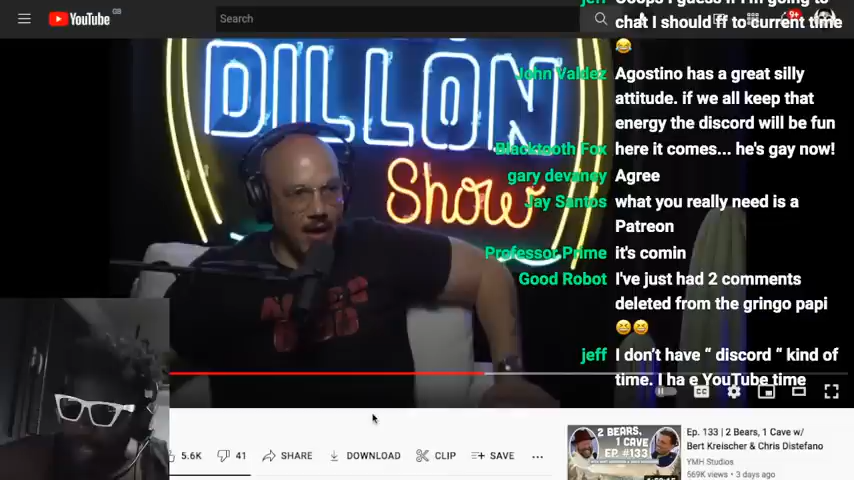 YouTube GB
Search
9+
jeff
chat I should ff to current time
😂
John Valdez Agostino has a great silly
attitude. if we all keep that
energy the discord will be fun
Blacktooth Fox here it comes... he's gay now!
gary devaney Agree
Jay Santos what you really need is a
Patreon
Professor Prime it's comin
Good Robot I've just had 2 comments
deleted from the gringo papi
😆😆
jeff I don't have “ discord “ kind of
time. I ha e YouTube time
DILLON
Show
5.6K
41
SHARE
DOWNLOAD
CLIP
SAVE
2 BEARS,
1 CAVE
EP. #133
Ep. 133 | 2 Bears, 1 Cave w/
Bert Kreischer & Chris Distefano
YMH Studios
569K views • 3 days ago